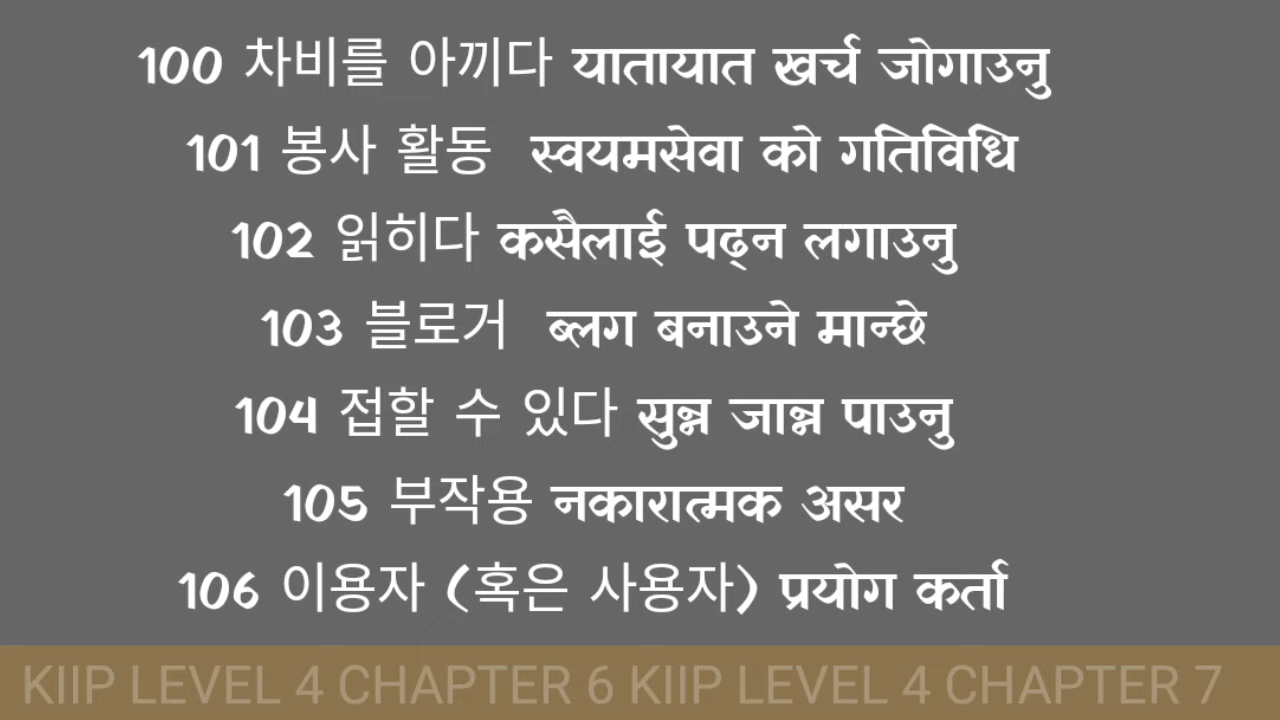 100 차비를 아끼다 यातायात खर्च जोगाउनु
101 봉사 활동 स्वयमसेवा को गतिविधि
102 읽히다 कसैलाई पढ्न लगाउनु
103 블로거 ब्लग बनाउने मान्छे
104 접할 수 있다 सुन्न जान्न पाउनु
105 부작용 नकारात्मक असर
106 이용자 (혹은 사용자) प्रयोग कर्ता
KIIP LEVEL 4 CHAPTER 6 KIIP LEVEL 4 CHAPTER 7